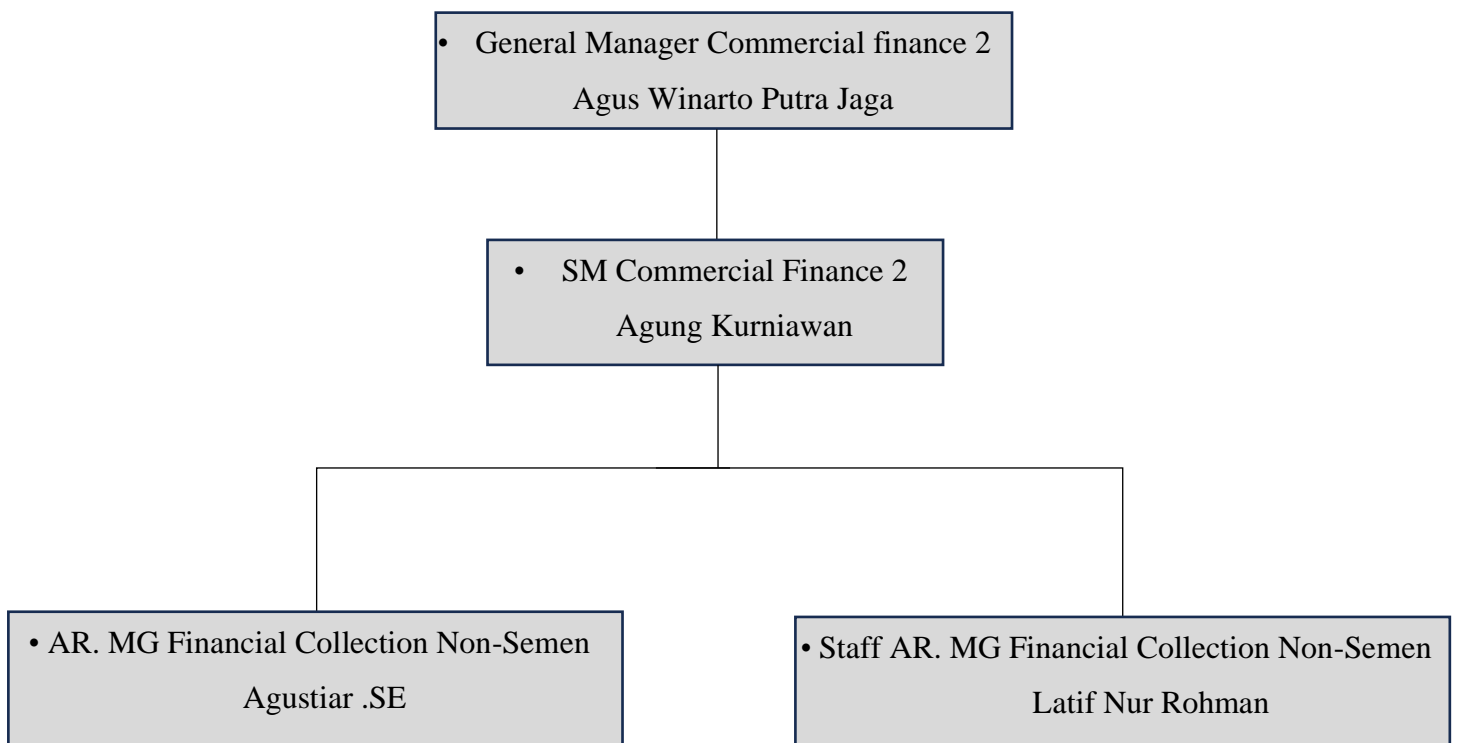 • General Manager Commercial finance 2
Agus Winarto Putra Jaga
• SM Commercial Finance 2
Agung Kurniawan
• AR. MG Financial Collection Non-Semen
Agustiar .SE
• Staff AR. MG Financial Collection Non-Semen
Latif Nur Rohman